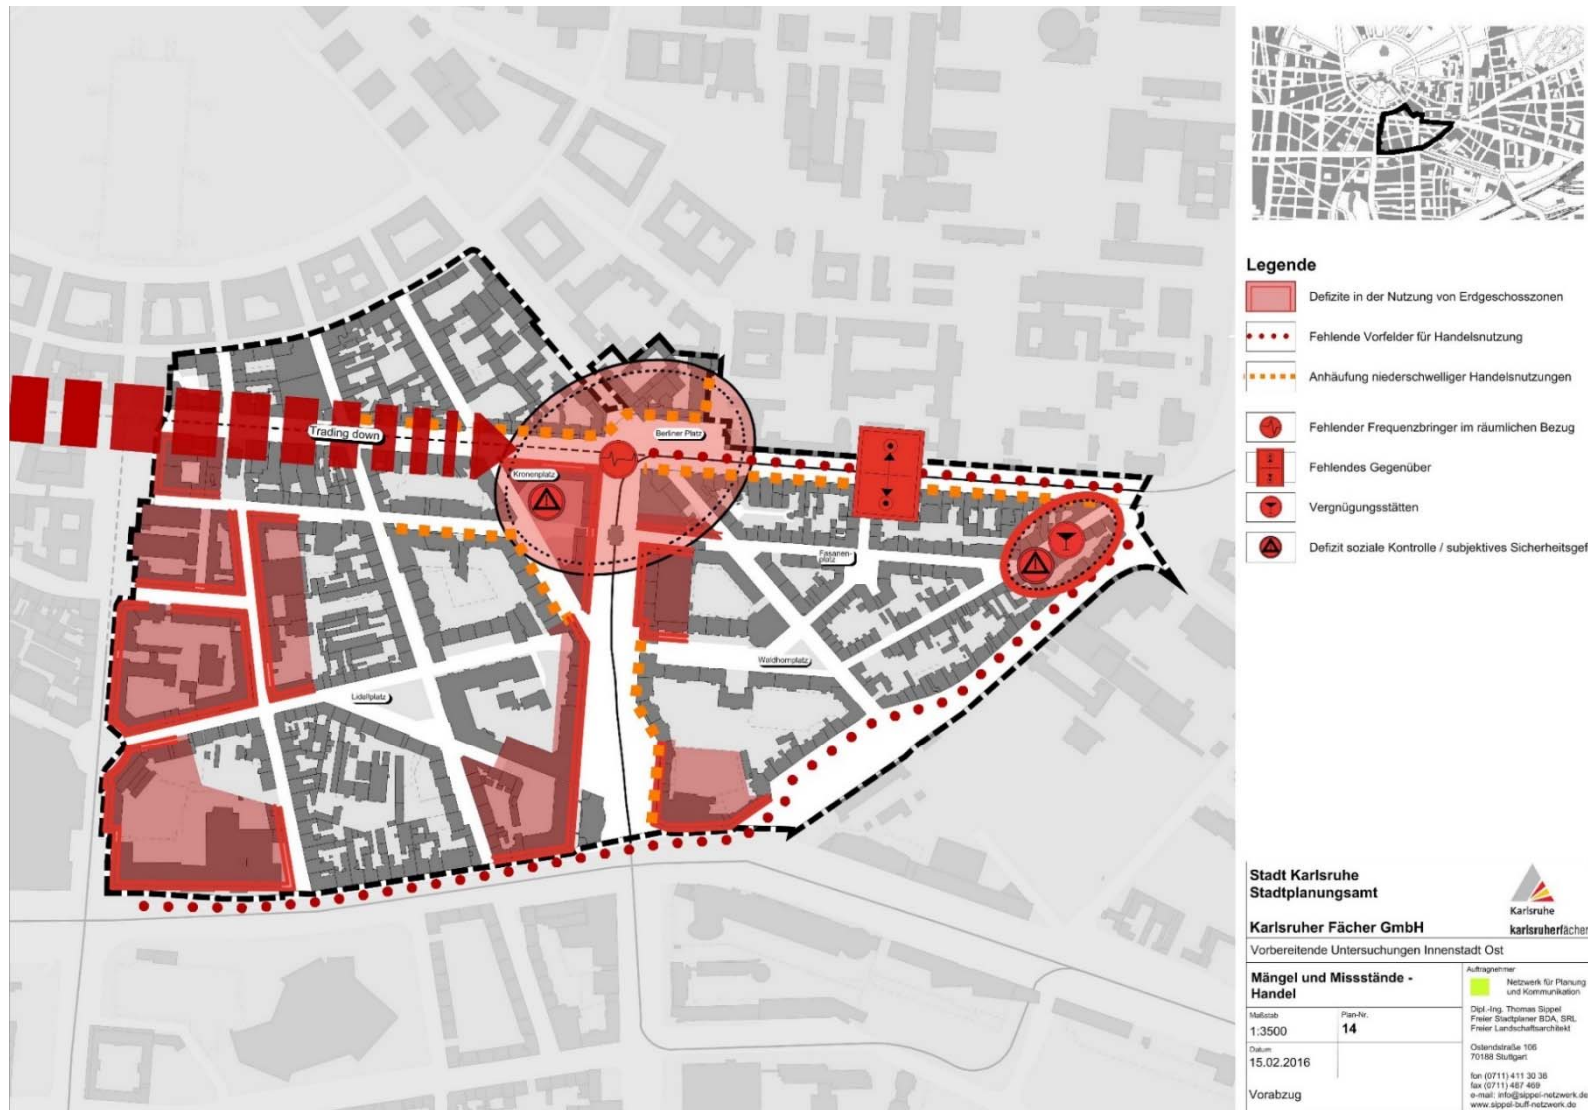 Trading down
Berliner Platz
Kronenplatz
Fasanen-
platz
Waldhornplatz
Lidellplatz
Legende
Defizite in der Nutzung von Erdgeschosszonen
Fehlende Vorfelder für Handelsnutzung
Anhäufung niederschwelliger Handelsnutzungen
Fehlender Frequenzbringer im räumlichen Bezug
Fehlendes Gegenüber
Vergnügungsstätten
Defizit soziale Kontrolle / subjektives Sicherheitsgef
Stadt Karlsruhe
Stadtplanungsamt
Karlsruhe
Karlsruher Fächer GmbH
karlsruherfächer
Vorbereitende Untersuchungen Innenstadt Ost
Mängel und Missstände -
Handel
Maßstab
1:3500
Plan-Nr.
14
Datum
15.02.2016
Vorabzug
Auftragnehmer
Netzwerk für Planung
und Kommunikation
Dipl.-Ing. Thomas Sippel
Freier Stadtplaner BDA, SRL
Freier Landschaftsarchitekt
Ostendstraße 106
70188 Stuttgart
fon (0711) 411 30 38
fax (0711) 487 469
e-mail: info@sippel-netzwerk.de
www.sippel-buff-netzwerk.de